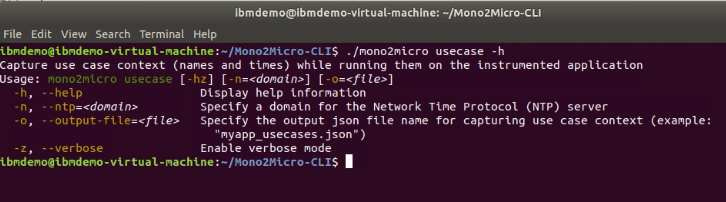 ibmdemo@ibmdemo-virtual-machine: ~/Mono2Micro-CLI
File Edit View Search Terminal Help
ibmdemo@ibmdemo-virtual-machine:~/Mono2Micro-CLI$ ./mono2micro usecase -h
Capture use case context (names and times) while running them on the instrumented application
Usage: mono2micro usecase [-hz] [-n=<domain>] [-o=<file>]
-h, --help Display help information
-n, --ntp=<domain> Specify a domain for the Network Time Protocol (NTP) server
-o, --output-file=<file> Specify the output json file name for capturing use case context (example:
"myapp_usecases.json")
-z, --verbose Enable verbose mode
ibmdemo@ibmdemo-virtual-machine:~/Mono2Micro-CLI$